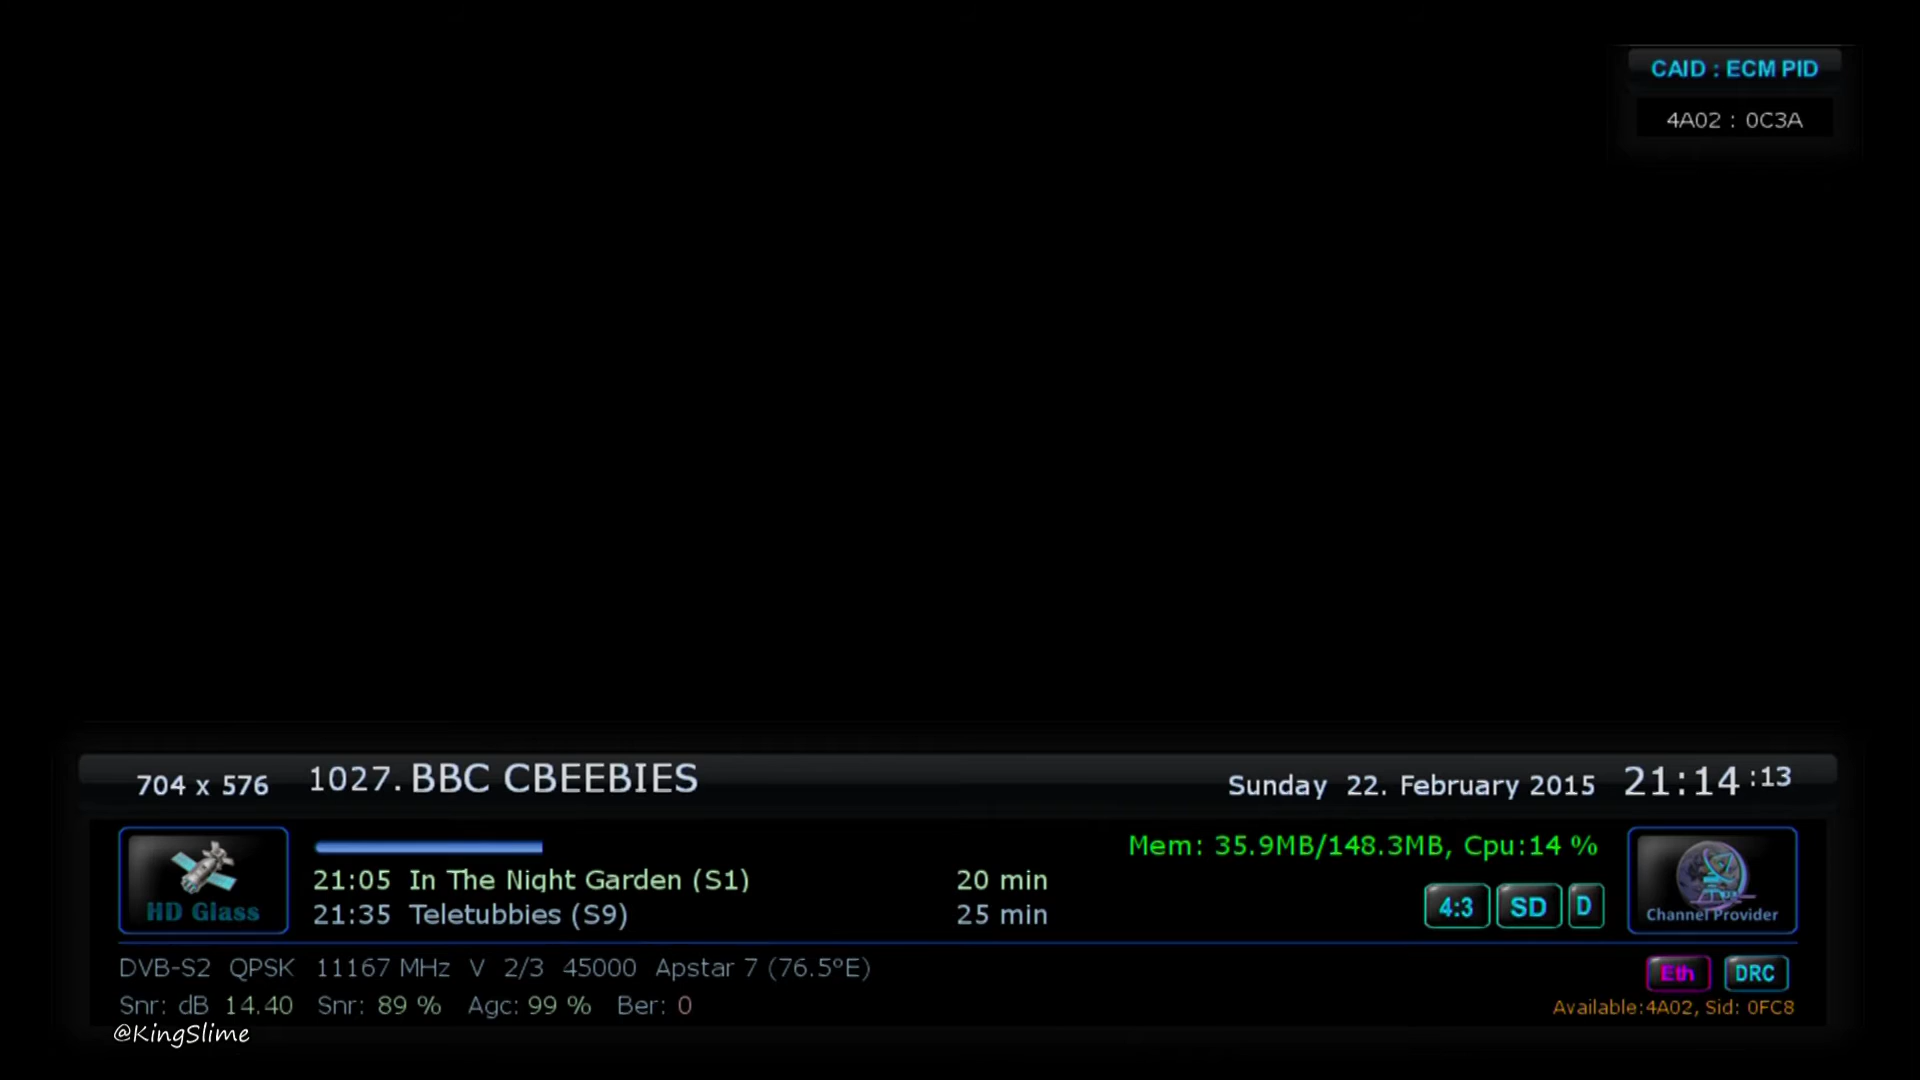 CAID : ECM PID
4A02 : 0C3A
704 x 576 1027. BBC CBEEBIES Sunday 22. February 2015 21:14 :13
Mem: 35.9MB/148.3MB, Cpu:14 %
21:05 In The Night Garden (S1) 20 min
21:35 Teletubbies (S9) 25 min
4:3 SD D
HD Glass
Channel Provider
DVB-S2 QPSK 11167 MHz V 2/3 45000 Apstar 7 (76.5°E)
Eth DRC
Snr: dB 14.40 Snr: 89 % Agc: 99 % Ber: 0
Available:4A02, Sid: 0FC8
@KingSlime